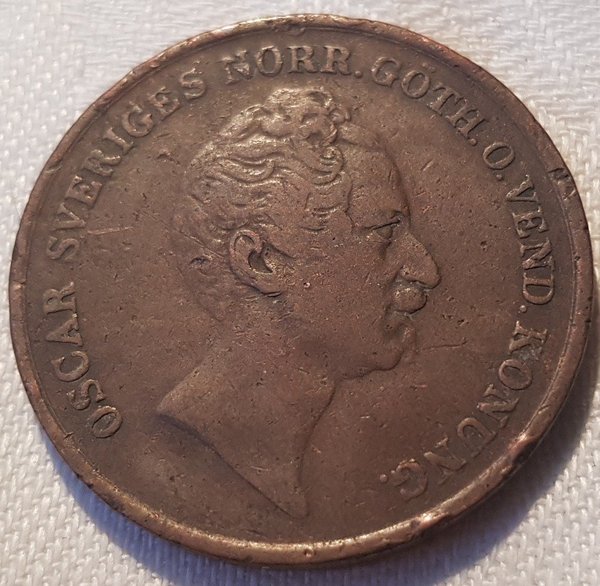 OSCAR SVERIGES NORR. GÖTH. O. VEND. KONUNG.